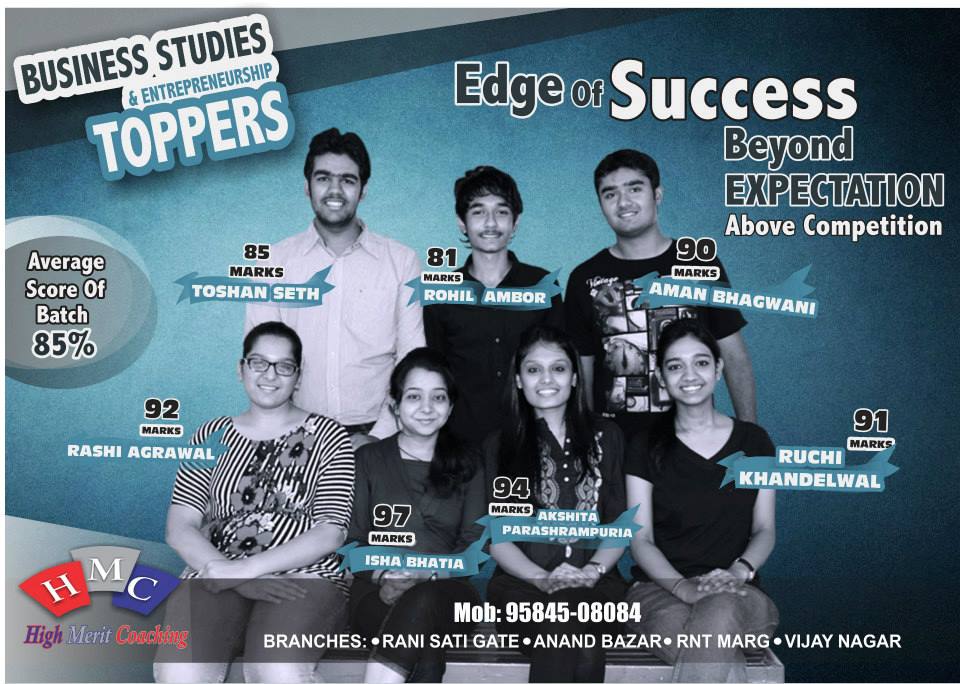 BUSINESS STUDIES
& ENTREPRENEURSHIP
TOPPERS
Edge Of Success
Beyond
EXPECTATION
Above Competition
Average
Score Of
Batch
85%
85
MARKS
TOSHAN SETH
81
MARKS
ROHIL AMBOR
90
MARKS
AMAN BHAGWANI
92
MARKS
RASHI AGRAWAL
97
MARKS
ISHA BHATIA
94
MARKS
AKSHITA
PARASHRAMPURIA
91
MARKS
RUCHI
KHANDELWAL
HMC
High Merit Coaching
Mob: 95845-08084
BRANCHES: • RANI SATI GATE • ANAND BAZAR • RNT MARG • VIJAY NAGAR